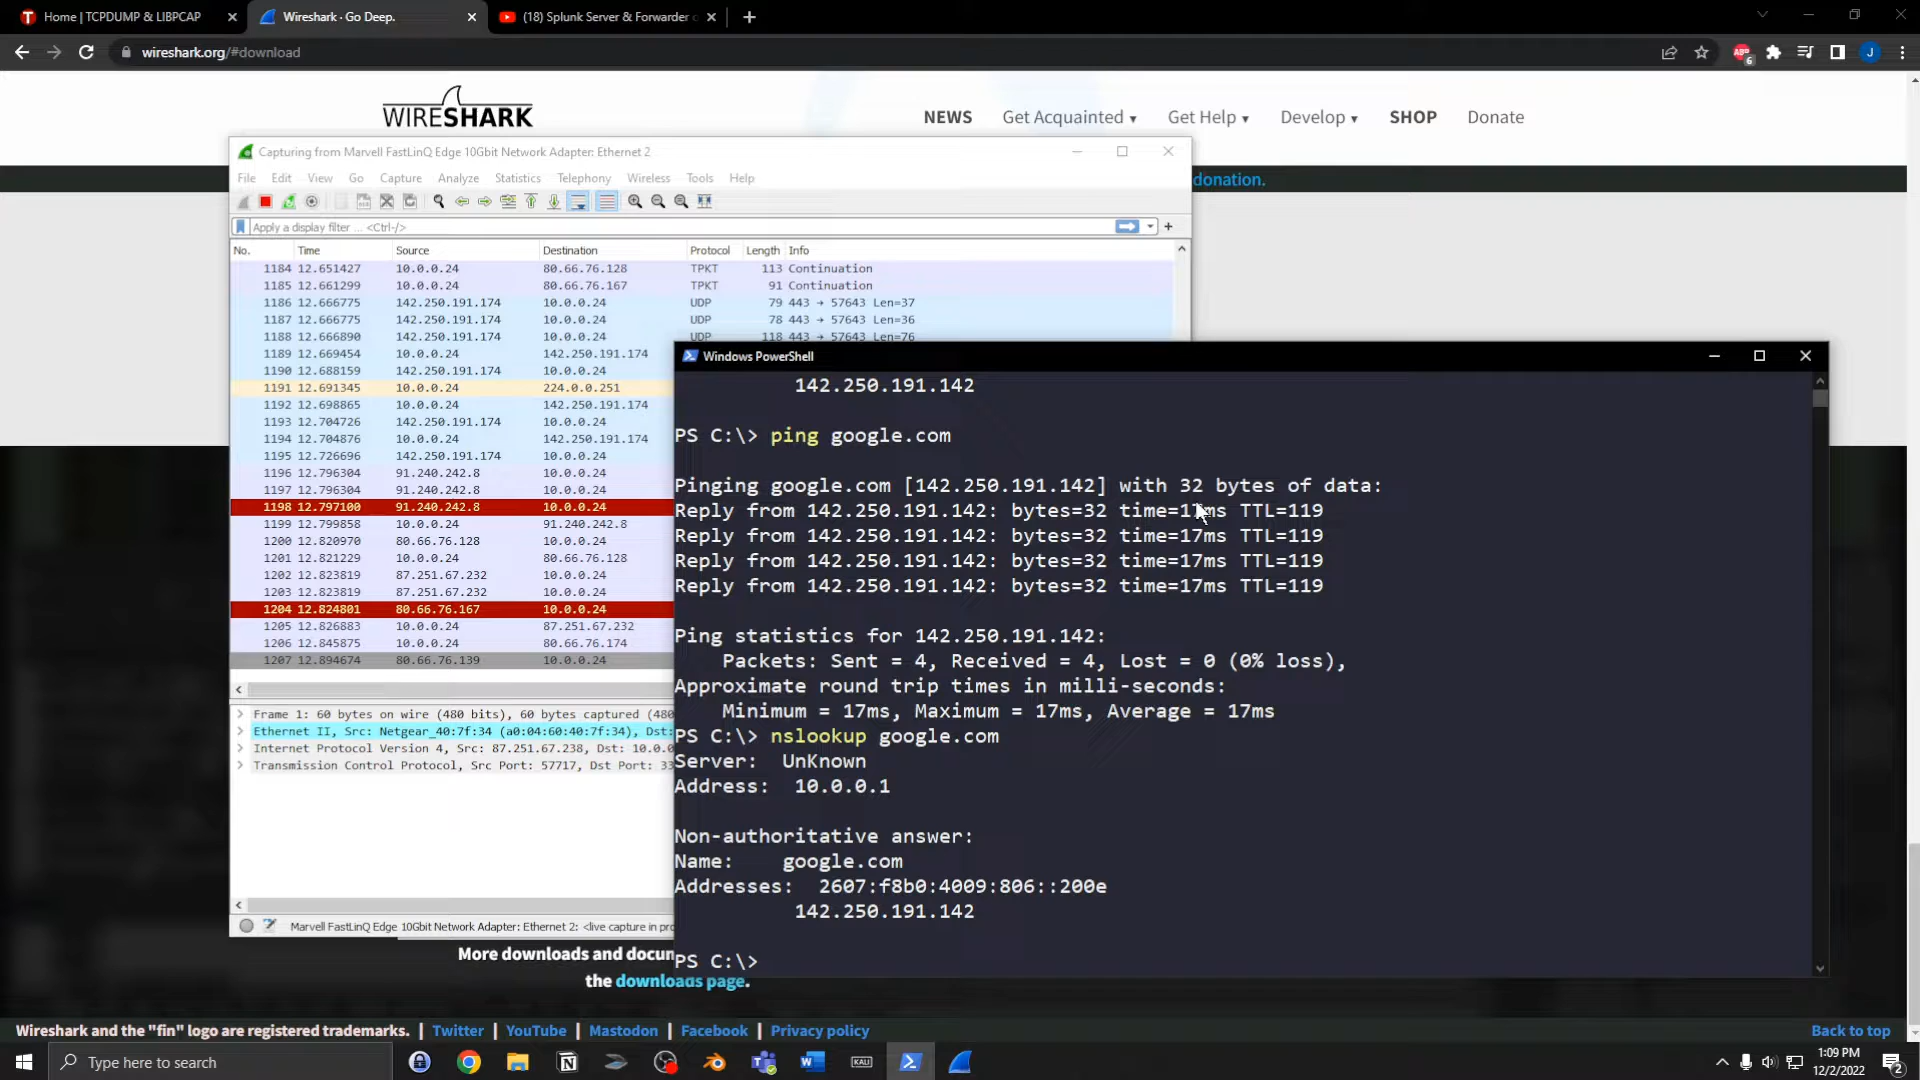 Home | TCPDUMP & LIBPCAP
Wireshark · Go Deep.
(18) Splunk Server & Forwarder
wireshark.org/#download
ABP
6
J
WIRESHARK
NEWS Get Acquainted ▾ Get Help ▾ Develop ▾ SHOP Donate
donation.
Capturing from Marvell FastLinQ Edge 10Gbit Network Adapter: Ethernet 2
File Edit View Go Capture Analyze Statistics Telephony Wireless Tools Help
Apply a display filter ... <Ctrl-/>
No. Time Source Destination Protocol Length Info
1184 12.651427 10.0.0.24 80.66.76.128 TPKT 113 Continuation
1185 12.661299 10.0.0.24 80.66.76.167 TPKT 91 Continuation
1186 12.666775 142.250.191.174 10.0.0.24 UDP 79 443 → 57643 Len=37
1187 12.666775 142.250.191.174 10.0.0.24 UDP 78 443 → 57643 Len=36
1188 12.666890 142.250.191.174 10.0.0.24 UDP 118 443 → 57643 Len=76
1189 12.669454 10.0.0.24 142.250.191.174
1190 12.688159 142.250.191.174 10.0.0.24
1191 12.691345 10.0.0.24 224.0.0.251
1192 12.698865 10.0.0.24 142.250.191.174
1193 12.704726 142.250.191.174 10.0.0.24
1194 12.704876 10.0.0.24 142.250.191.174
1195 12.726696 142.250.191.174 10.0.0.24
1196 12.796304 91.240.242.8 10.0.0.24
1197 12.796304 91.240.242.8 10.0.0.24
1198 12.797100 91.240.242.8 10.0.0.24
1199 12.799858 10.0.0.24 91.240.242.8
1200 12.820970 80.66.76.128 10.0.0.24
1201 12.821229 10.0.0.24 80.66.76.128
1202 12.823819 87.251.67.232 10.0.0.24
1203 12.823819 87.251.67.232 10.0.0.24
1204 12.824801 80.66.76.167 10.0.0.24
1205 12.826883 10.0.0.24 87.251.67.232
1206 12.845875 10.0.0.24 80.66.76.174
1207 12.894674 80.66.76.139 10.0.0.24
Frame 1: 60 bytes on wire (480 bits), 60 bytes captured (480
Ethernet II, Src: Netgear_40:7f:34 (a0:04:60:40:7f:34), Dst:
Internet Protocol Version 4, Src: 87.251.67.238, Dst: 10.0.0
Transmission Control Protocol, Src Port: 57717, Dst Port: 33
Marvell FastLinQ Edge 10Gbit Network Adapter: Ethernet 2: <live capture in pro
Windows PowerShell
142.250.191.142
PS C:\> ping google.com
Pinging google.com [142.250.191.142] with 32 bytes of data:
Reply from 142.250.191.142: bytes=32 time=17ms TTL=119
Reply from 142.250.191.142: bytes=32 time=17ms TTL=119
Reply from 142.250.191.142: bytes=32 time=17ms TTL=119
Reply from 142.250.191.142: bytes=32 time=17ms TTL=119
Ping statistics for 142.250.191.142:
Packets: Sent = 4, Received = 4, Lost = 0 (0% loss),
Approximate round trip times in milli-seconds:
Minimum = 17ms, Maximum = 17ms, Average = 17ms
PS C:\> nslookup google.com
Server: UnKnown
Address: 10.0.0.1
Non-authoritative answer:
Name: google.com
Addresses: 2607:f8b0:4009:806::200e
142.250.191.142
PS C:\>
More downloads and docum
the downloads page.
Wireshark and the "fin" logo are registered trademarks. | Twitter | YouTube | Mastodon | Facebook | Privacy policy
Back to top
Type here to search
KALI
1:09 PM
12/2/2022
2